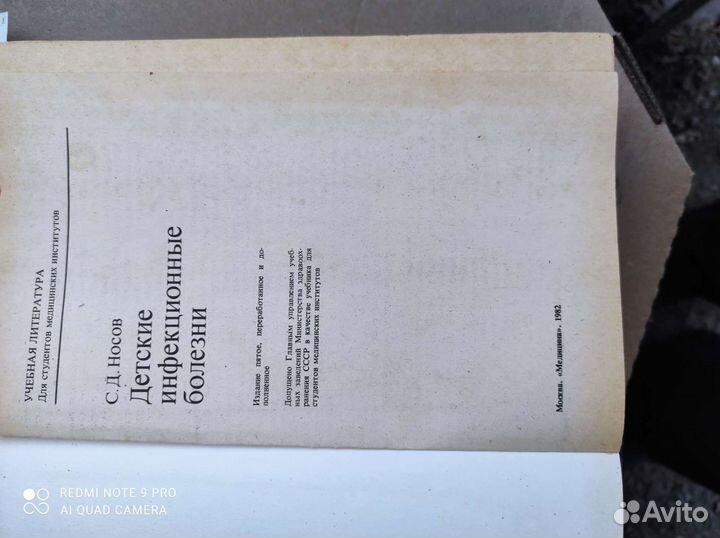 УЧЕБНАЯ ЛИТЕРАТУРА
Для студентов медицинских институтов
С. Д. Носов
Детские
инфекционные
болезни
Издание пятое, переработанное и до-
полненное
Допущено Главным управлением учеб-
ных заведений Министерства здравоох-
ранения СССР в качестве учебника для
студентов медицинских институтов
Москва. «Медицина». 1982
REDMI NOTE 9 PRO
AI QUAD CAMERA
Avito